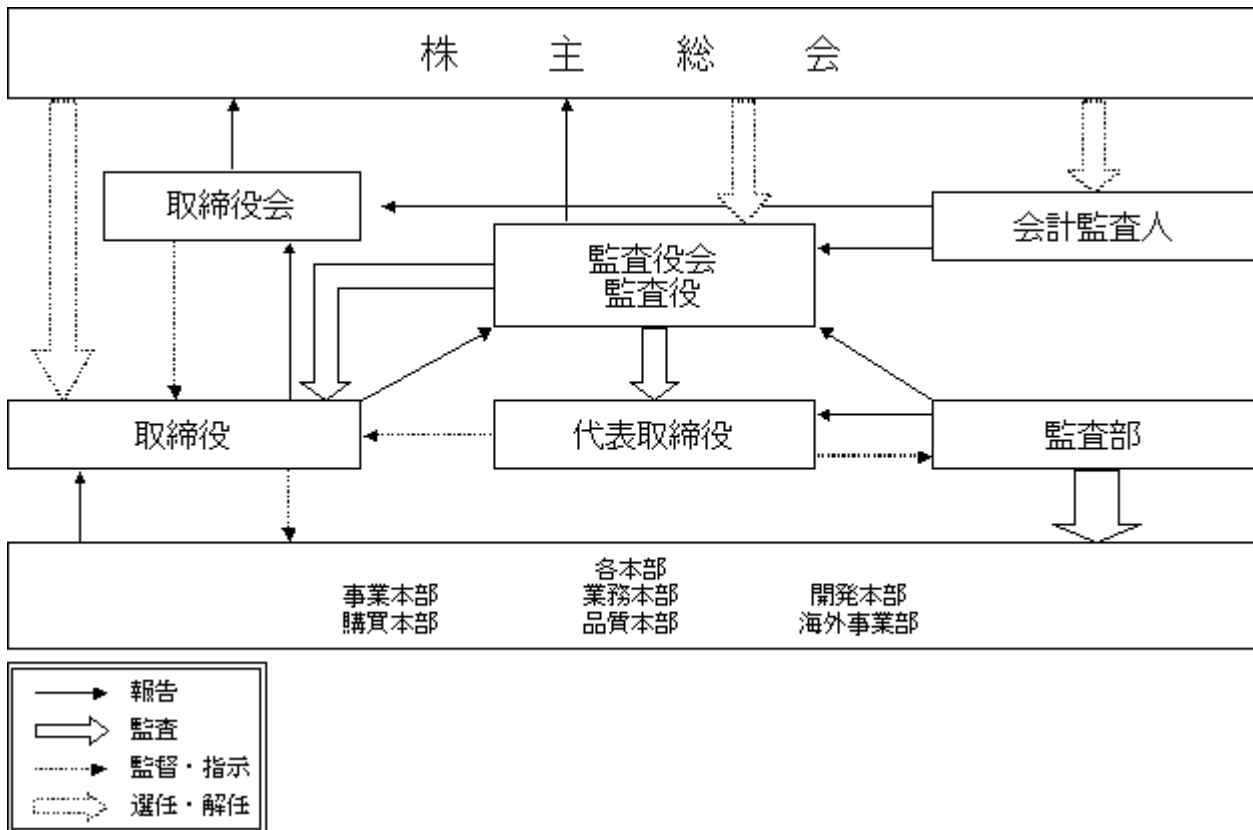 株主総会
取締役会
会計監査人
監査役会
監査役
取締役
代表取締役
監査部
各本部
事業本部 業務本部 開発本部
購買本部 品質本部 海外事業部
報告
監査
監督・指示
選任・解任